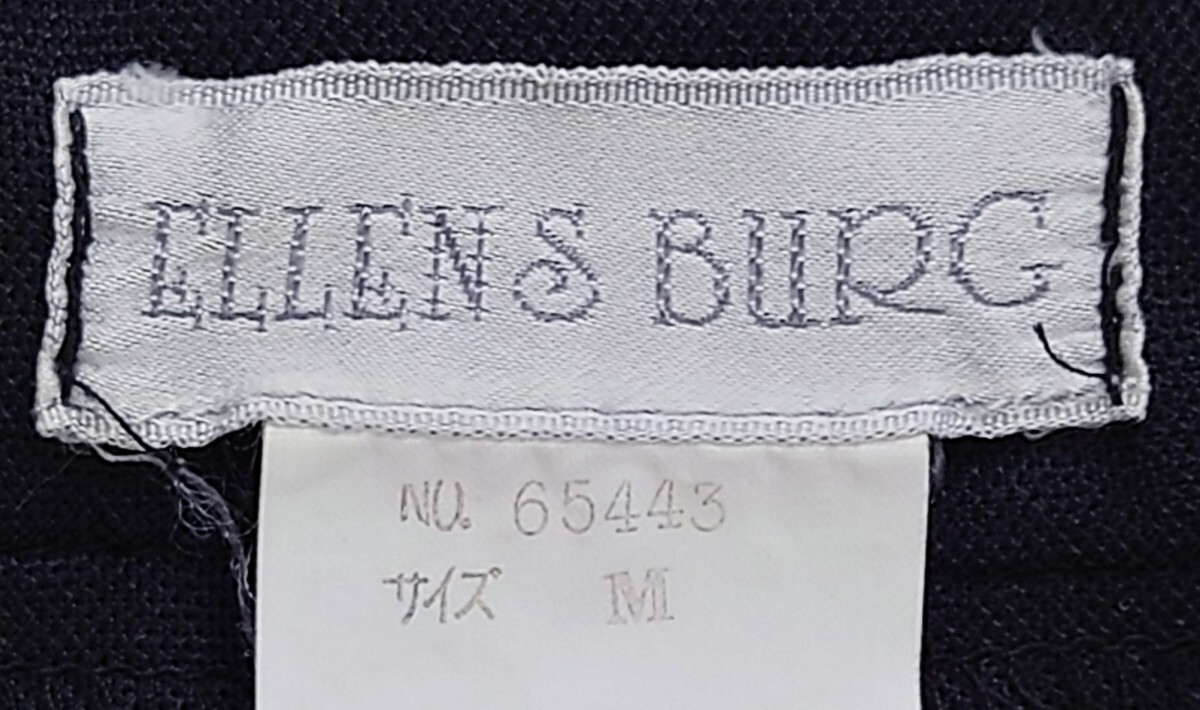 ELLENS BURG
NO. 65443
サイズ M